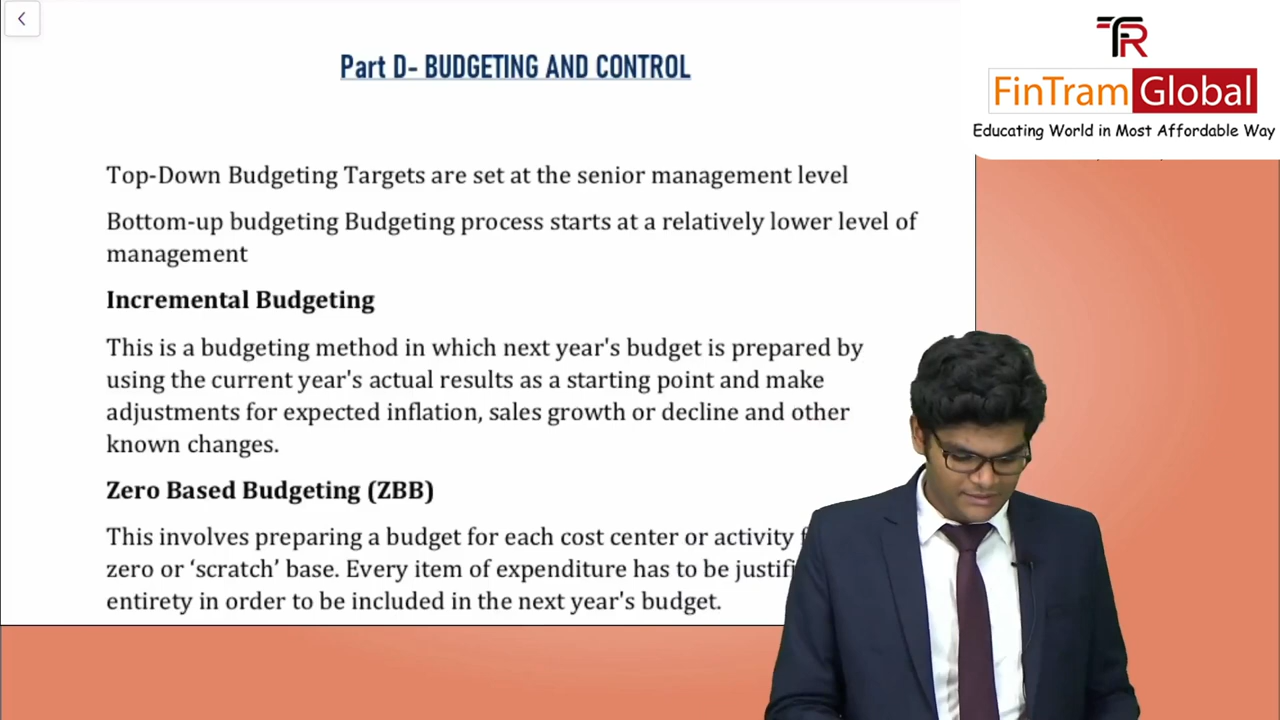 Part D- BUDGETING AND CONTROL
TR
FinTram Global
Educating World in Most Affordable Way
Top-Down Budgeting Targets are set at the senior management level
Bottom-up budgeting Budgeting process starts at a relatively lower level of
management
Incremental Budgeting
This is a budgeting method in which next year's budget is prepared by
using the current year's actual results as a starting point and make
adjustments for expected inflation, sales growth or decline and other
known changes.
Zero Based Budgeting (ZBB)
This involves preparing a budget for each cost center or activity
zero or ‘scratch’ base. Every item of expenditure has to be
entirety in order to be included in the next year's budget.